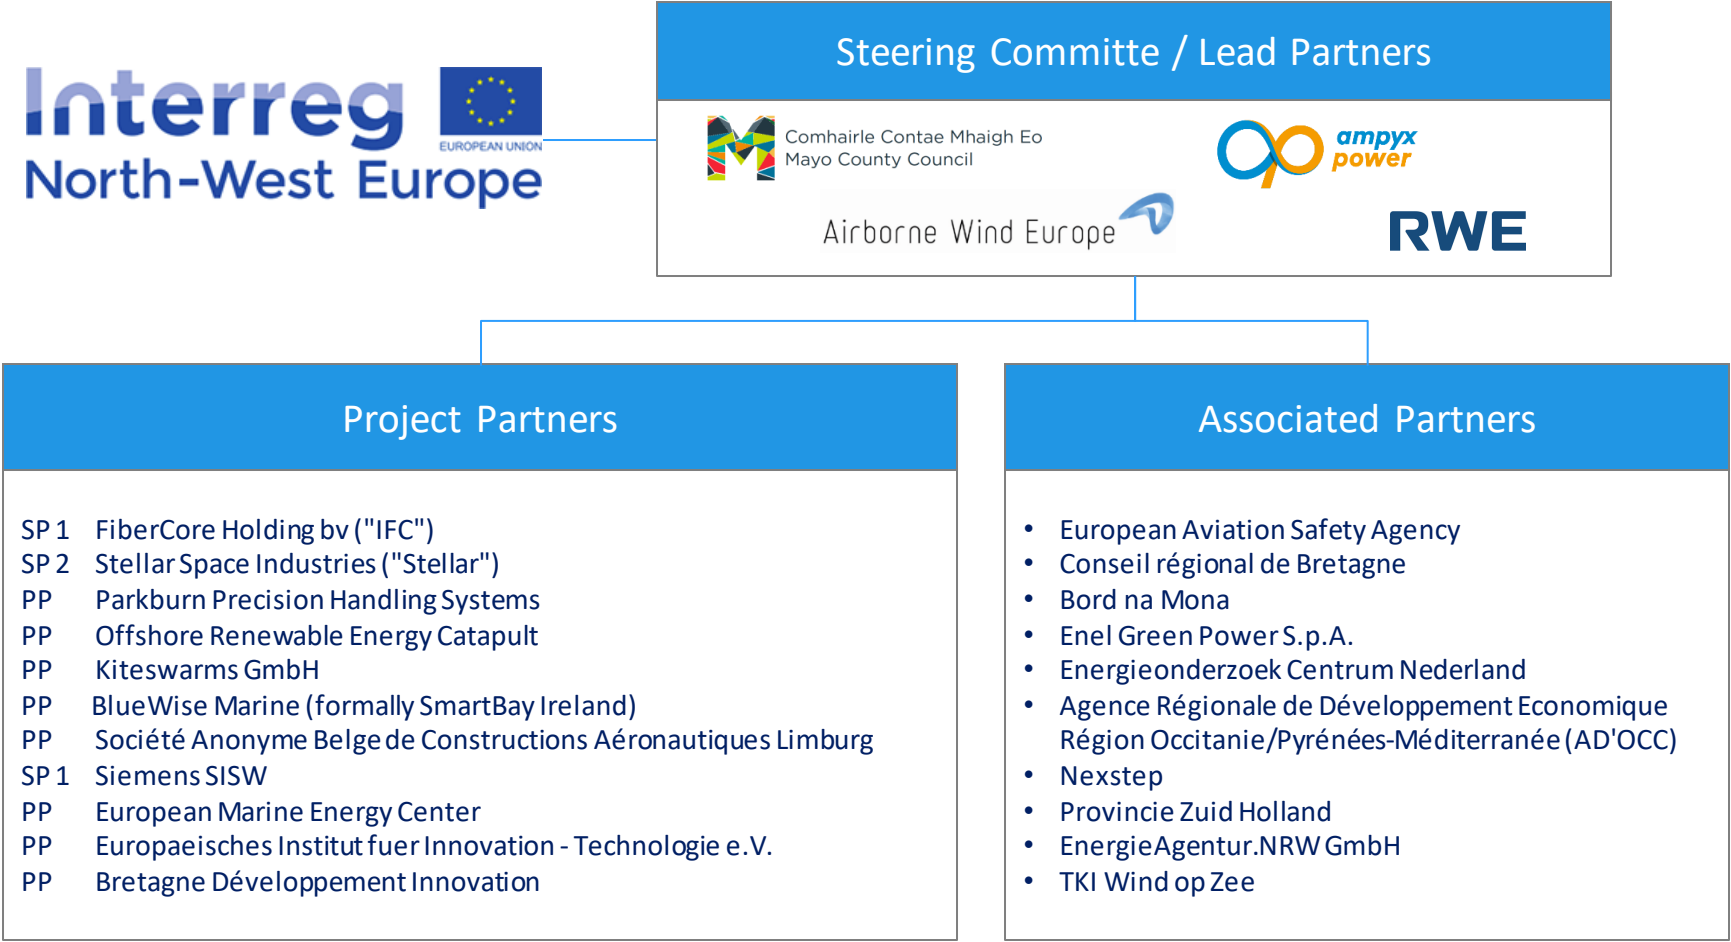 Steering Committe / Lead Partners
Interreg
EUROPEAN UNION
North-West Europe
Comhairle Contae Mhaigh Eo
Mayo County Council
ampyx
power
Airborne Wind Europe
RWE
Project Partners
SP 1 FiberCore Holding bv ("IFC")
SP 2 Stellar Space Industries ("Stellar")
PP Parkburn Precision Handling Systems
PP Offshore Renewable Energy Catapult
PP Kiteswarms GmbH
PP BlueWise Marine (formally SmartBay Ireland)
PP Société Anonyme Belge de Constructions Aéronautiques Limburg
SP 1 Siemens SISW
PP European Marine Energy Center
PP Europaeisches Institut fuer Innovation - Technologie e.V.
PP Bretagne Développement Innovation
Associated Partners
• European Aviation Safety Agency
• Conseil régional de Bretagne
• Bord na Mona
• Enel Green Power S.p.A.
• Energieonderzoek Centrum Nederland
• Agence Régionale de Développement Economique
Région Occitanie/Pyrénées-Méditerranée (AD'OCC)
• Nexstep
• Provincie Zuid Holland
• EnergieAgentur.NRW GmbH
• TKI Wind op Zee